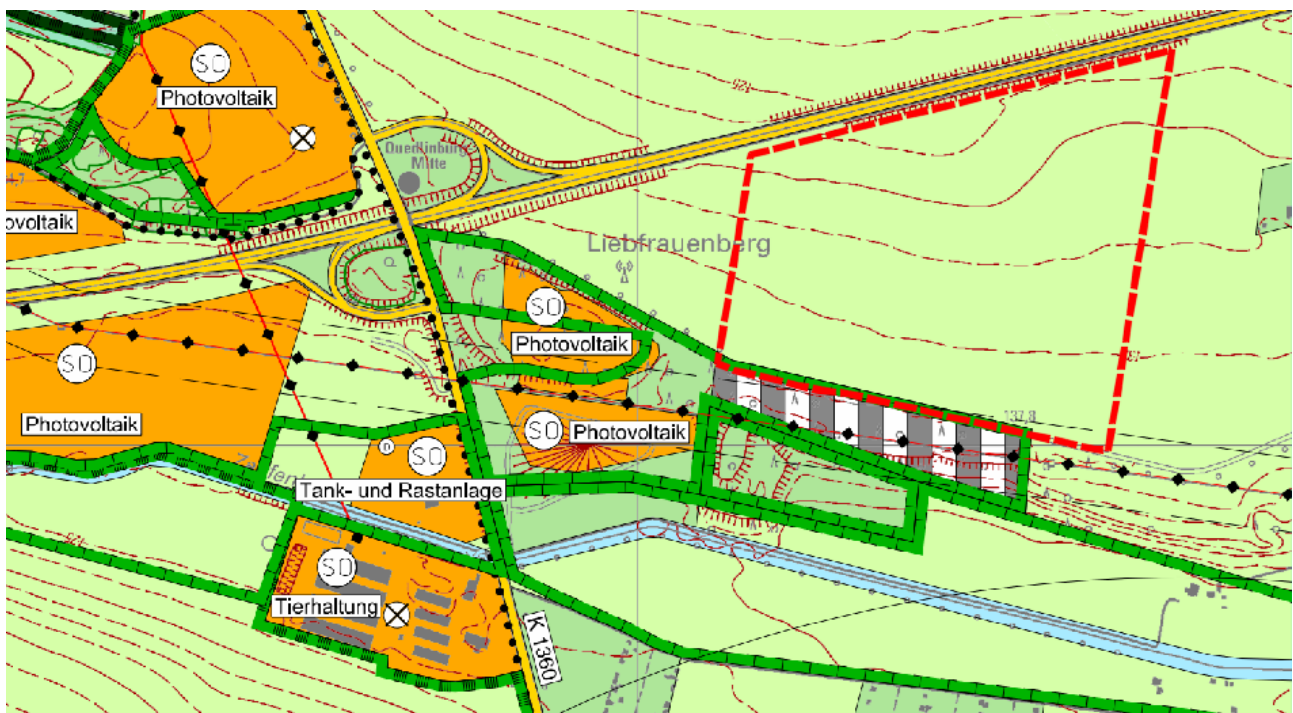 SO
Photovoltaik
Quedlinburg
Mitte
125
ovoltaik
Liebfrauenberg
SO
Photovoltaik
SO
Photovoltaik
SO
Photovoltaik
137,8
D
SO
Tank- und Rastanlage
SO
Tierhaltung
K 1360